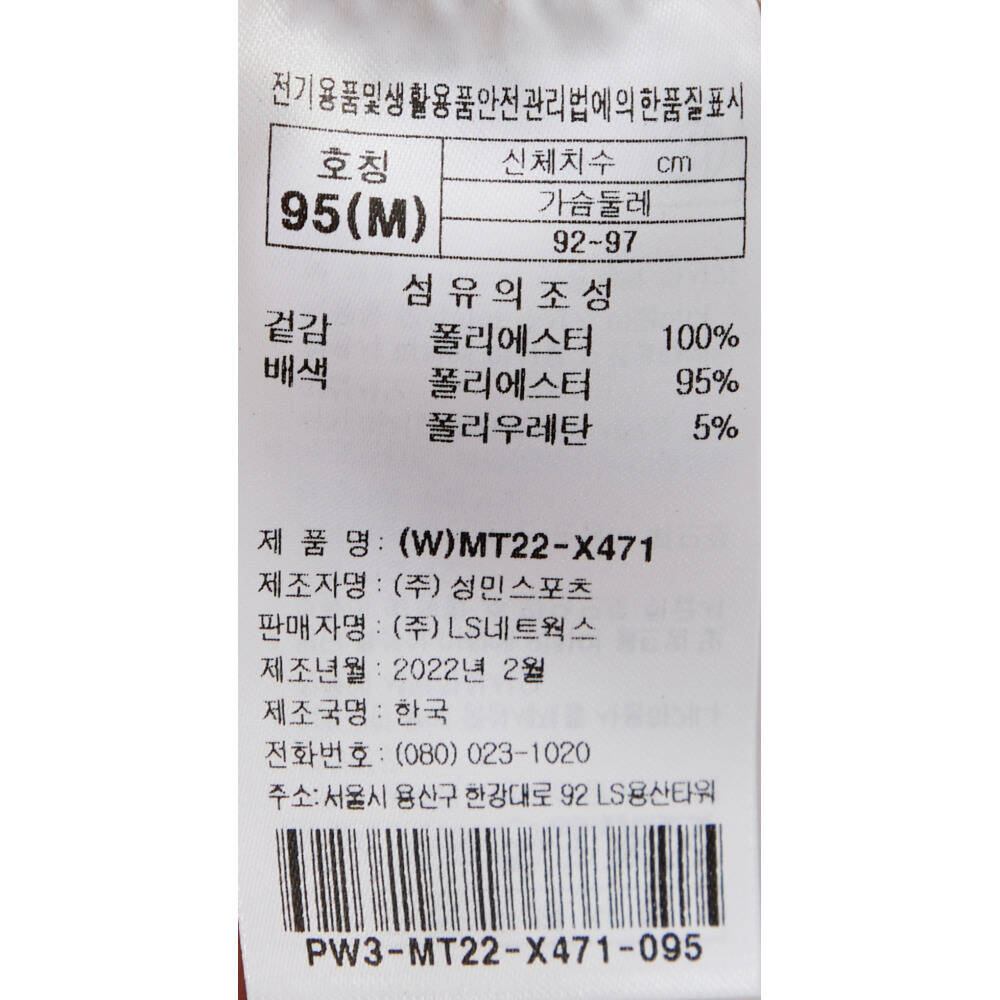 전기용품및생활용품안전관리법에의한품질표시
호칭 신체치수 cm
95(M) 가슴둘레
92~97
섬유의조성
겉감 폴리에스터 100%
배색 폴리에스터 95%
폴리우레탄 5%
제 품 명 : (W)MT22-X471
제조자명 : (주) 성민스포츠
판매자명 : (주) LS네트웍스
제조년월 : 2022년 2월
제조국명 : 한국
전화번호 : (080) 023-1020
주소: 서울시 용산구 한강대로 92 LS용산타워
PW3-MT22-X471-095